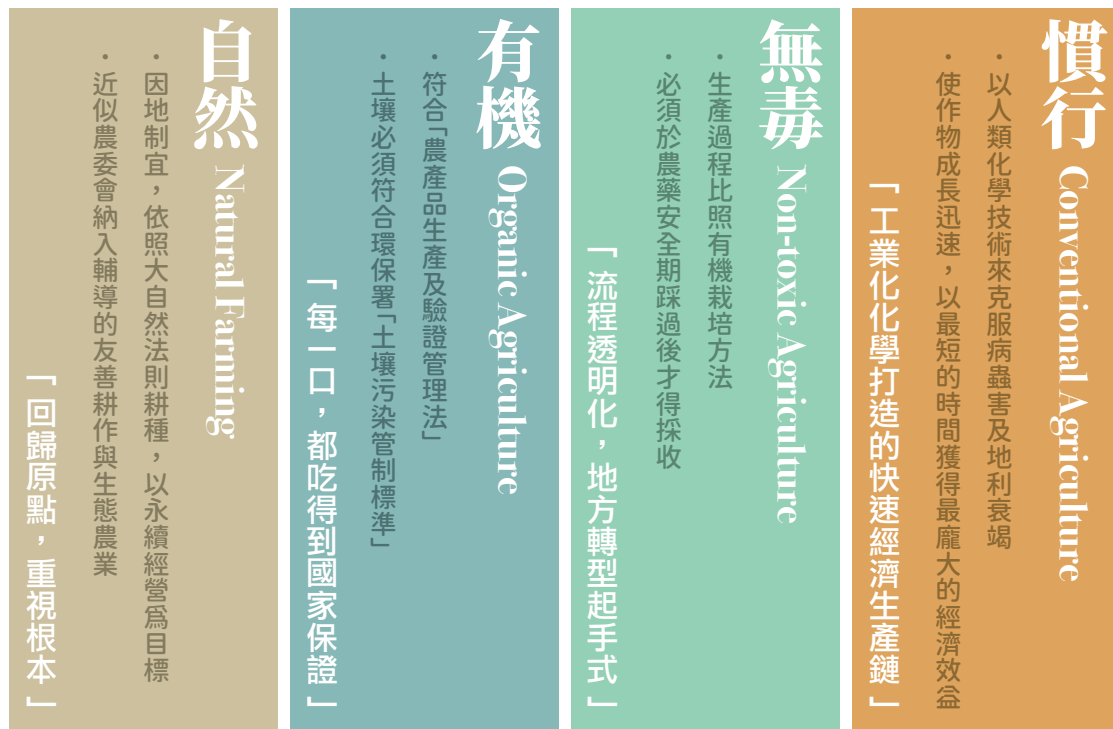 慣行 Conventional Agriculture
・以人類化學技術來克服病蟲害及地利衰竭
・使作物成長迅速，以最短的時間獲得最龐大的經濟效益
「工業化化學打造的快速經濟生產鏈」
無毒 Non-toxic Agriculture
・生產過程比照有機栽培方法
・必須於農藥安全期踩過後才得採收
「流程透明化，地方轉型起手式」
有機 Organic Agriculture
・符合「農產品生產及驗證管理法」
・土壤必須符合環保署「土壤污染管制標準」
「每一口，都吃得到國家保證」
自然 Natural Farming
・因地制宜，依照大自然法則耕種，以永續經營為目標
・近似農委會納入輔導的友善耕作與生態農業
「回歸原點，重視根本」